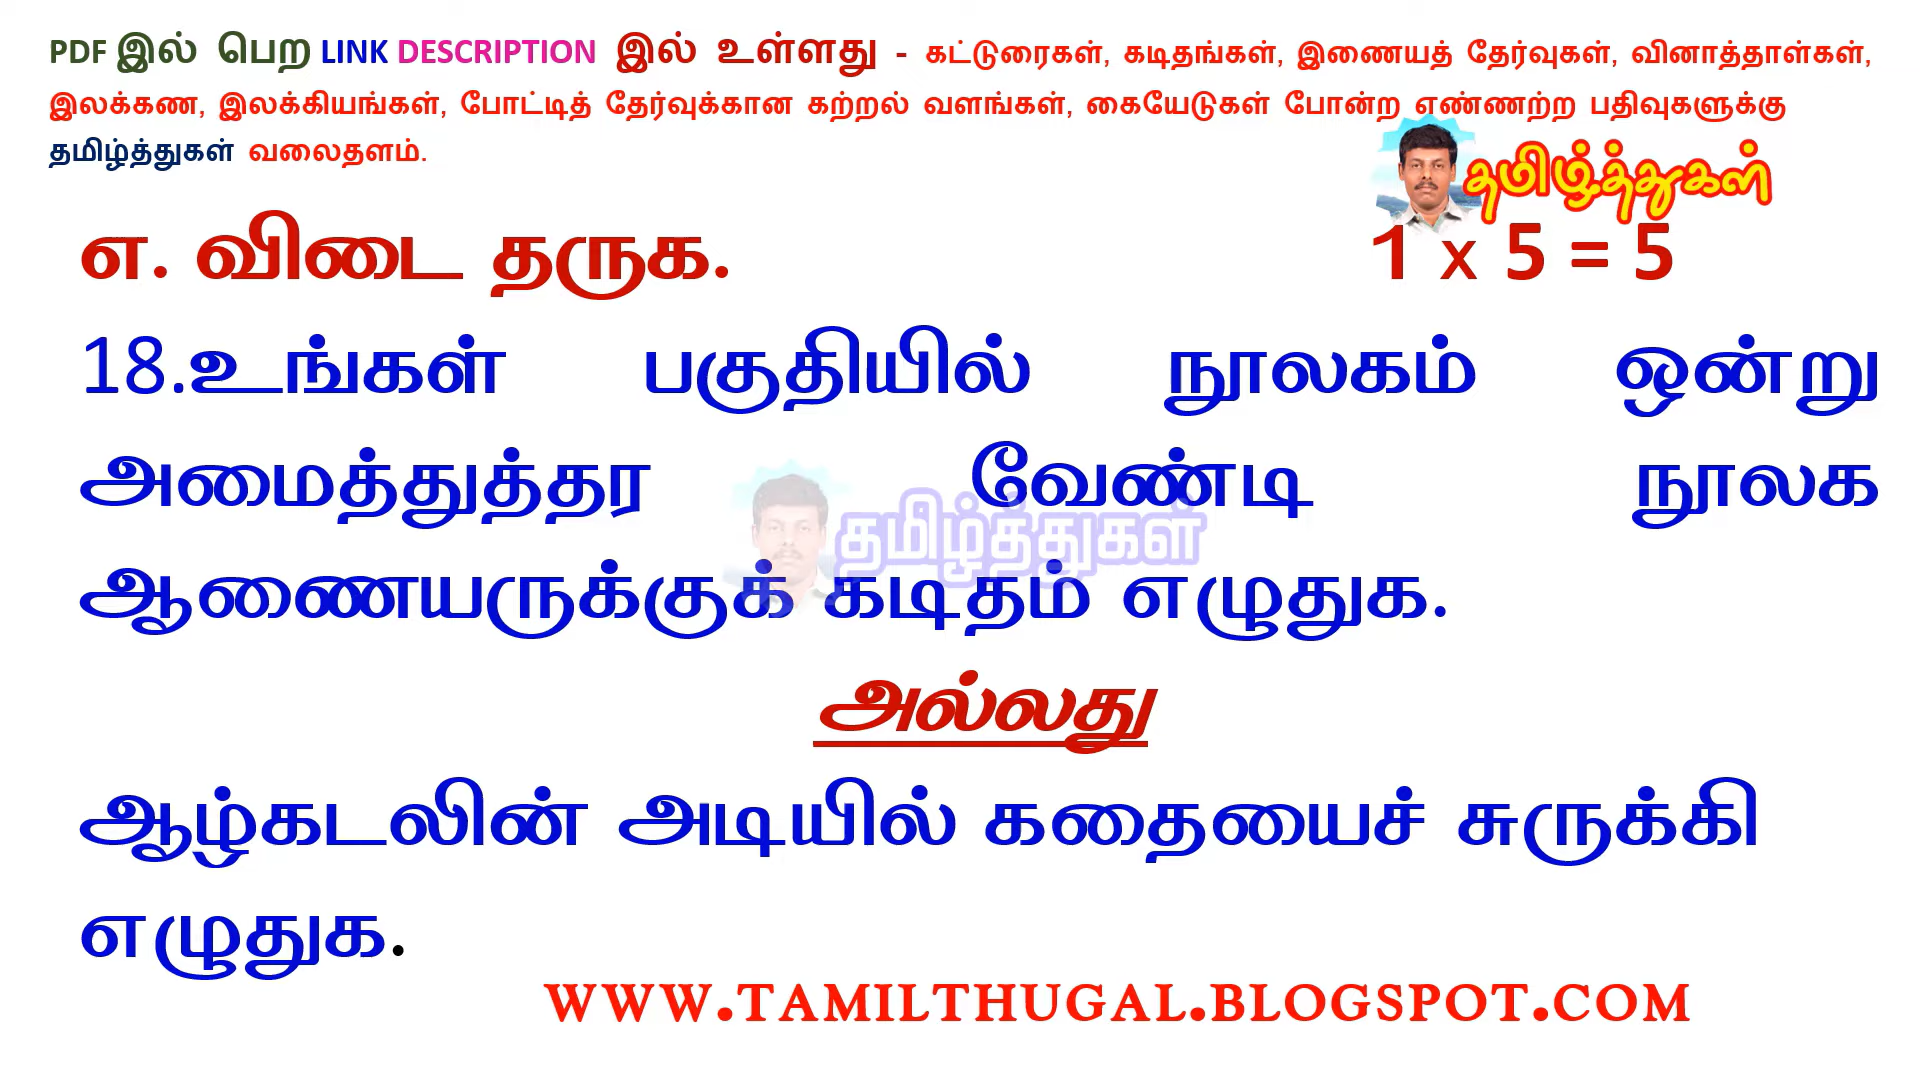 PDF இல் பெற LINK DESCRIPTION இல் உள்ளது - கட்டுரைகள், கடிதங்கள், இணையத் தேர்வுகள், வினாத்தாள்கள்,
இலக்கண, இலக்கியங்கள், போட்டித் தேர்வுக்கான கற்றல் வளங்கள், கையேடுகள் போன்ற எண்ணற்ற பதிவுகளுக்கு
தமிழ்த்துகள் வலைதளம்.
தமிழ்த்துகள்
எ. விடை தருக. 1 x 5 = 5
18.உங்கள் பகுதியில் நூலகம் ஒன்று
அமைத்துத்தர வேண்டி நூலக
தமிழ்த்துகள்
ஆணையருக்குக் கடிதம் எழுதுக.
அல்லது
ஆழ்கடலின் அடியில் கதையைச் சுருக்கி
எழுதுக.
WWW.TAMILTHUGAL.BLOGSPOT.COM